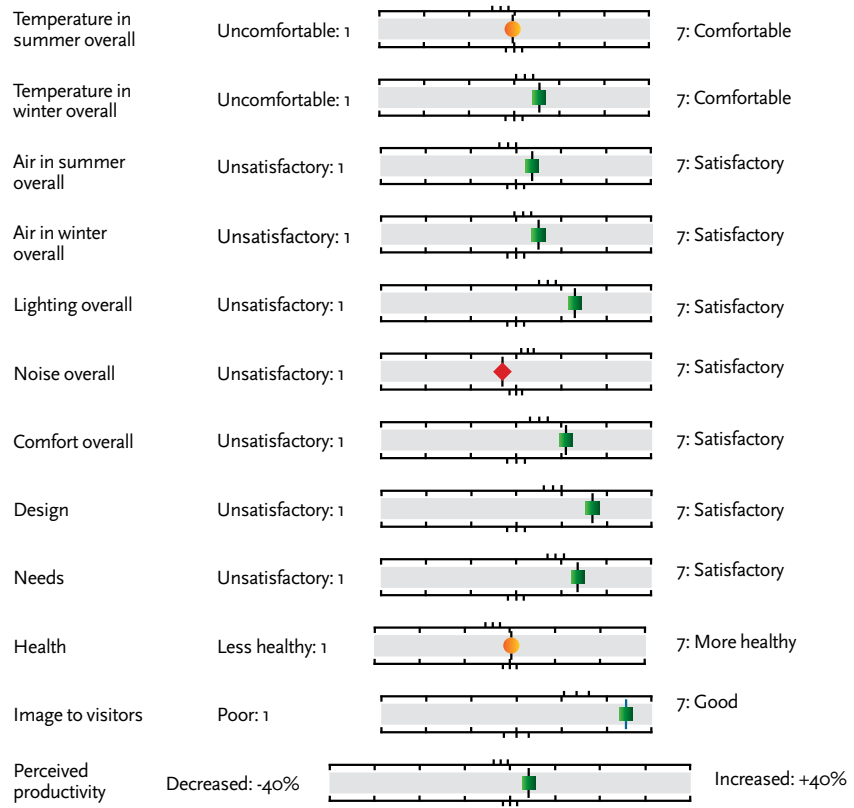 Temperature in
summer overall
Uncomfortable: 1
7: Comfortable
Temperature in
winter overall
Uncomfortable: 1
7: Comfortable
Air in summer
overall
Unsatisfactory: 1
7: Satisfactory
Air in winter
overall
Unsatisfactory: 1
7: Satisfactory
Lighting overall
Unsatisfactory: 1
7: Satisfactory
Noise overall
Unsatisfactory: 1
7: Satisfactory
Comfort overall
Unsatisfactory: 1
7: Satisfactory
Design
Unsatisfactory: 1
7: Satisfactory
Needs
Unsatisfactory: 1
7: Satisfactory
Health
Less healthy: 1
7: More healthy
Image to visitors
Poor: 1
7: Good
Perceived
productivity
Decreased: -40%
Increased: +40%